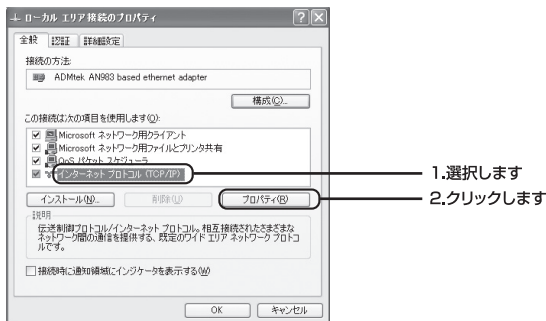 ローカル エリア接続のプロパティ
全般 認証 詳細設定
接続の方法:
ADMtek AN983 based ethernet adapter
構成(C)...
この接続は次の項目を使用します(O):
Microsoft ネットワーク用クライアント
Microsoft ネットワーク用ファイルとプリンタ共有
QoS パケット スケジューラ
インターネット プロトコル (TCP/IP)
1.選択します
インストール(N)... 削除(U) プロパティ(R)
2.クリックします
説明
伝送制御プロトコル/インターネット プロトコル。相互接続されたさまざまな
ネットワーク間の通信を提供する、既定のワイド エリア ネットワーク プロトコ
ルです。
接続時に通知領域にインジケータを表示する(W)
OK キャンセル